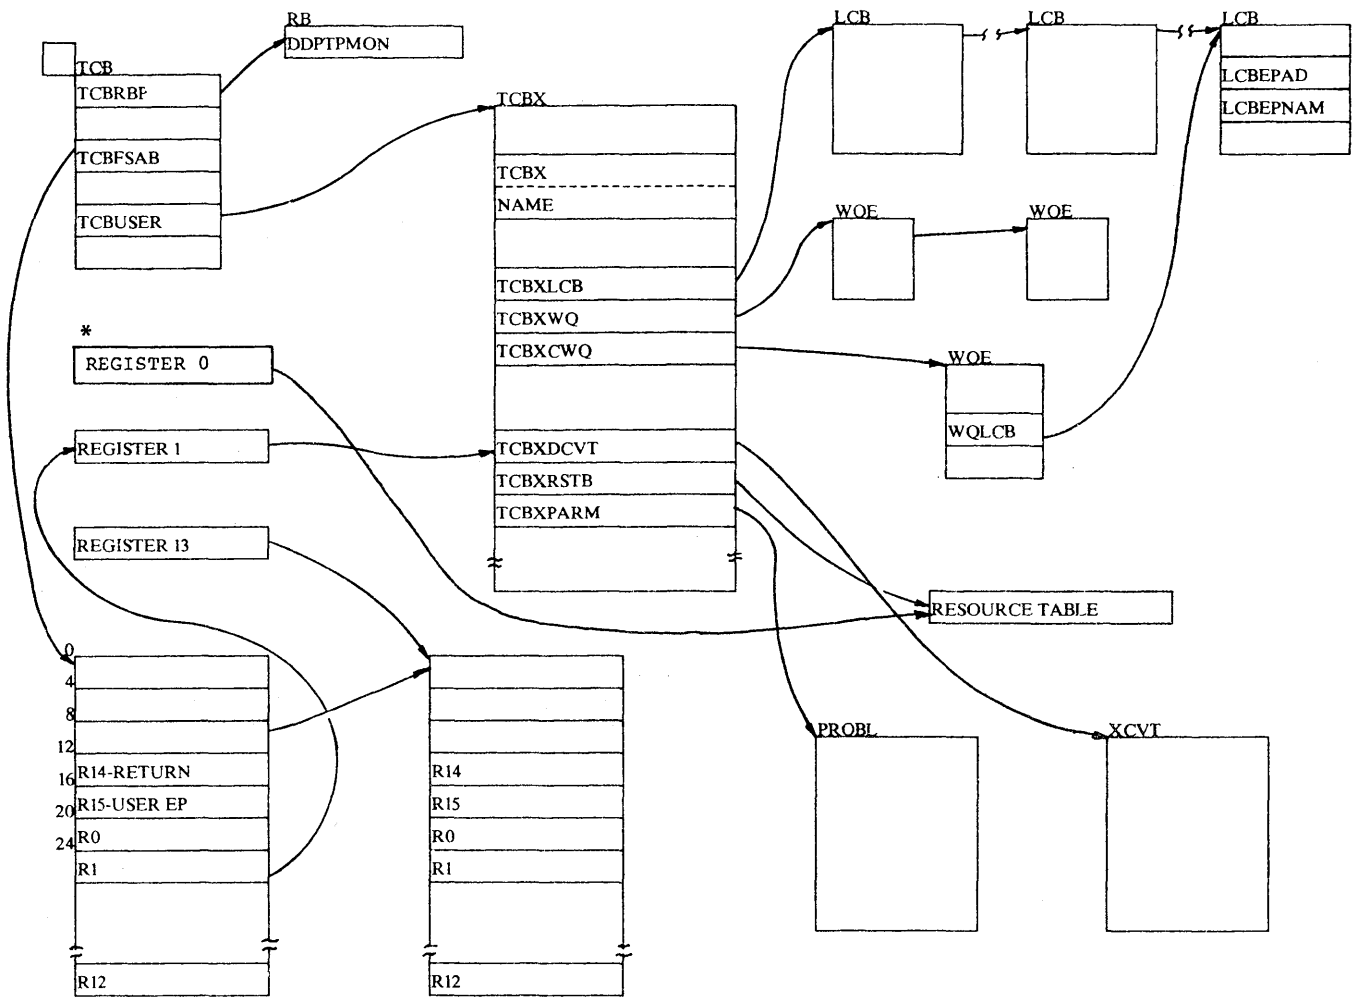 RB
DDPTPMON
TCB
TCBRBP
TCBFSAB
TCBUSER
TCBX
TCBX
NAME
TCBXLCB
TCBXWQ
TCBXCWQ
TCBXDCVT
TCBXRSTB
TCBXPARM
LCB
LCB
LCB
LCBEPAD
LCBEPNAM
WQE
WQE
WQE
WQLCB
*
REGISTER 0
REGISTER 1
REGISTER 13
RESOURCE TABLE
PROBL
XCVT
0
4
8
12
R14-RETURN
16
R15-USER EP
20
R0
24
R1
R12
R14
R15
R0
R1
R12